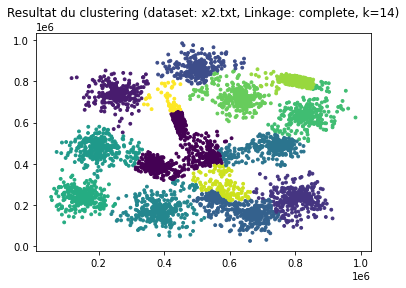 Resultat du clustering (dataset: x2.txt, Linkage: complete, k=14)
1e6
1.0
0.8
0.6
0.4
0.2
0.0
0.2 0.4 0.6 0.8 1.0
1e6